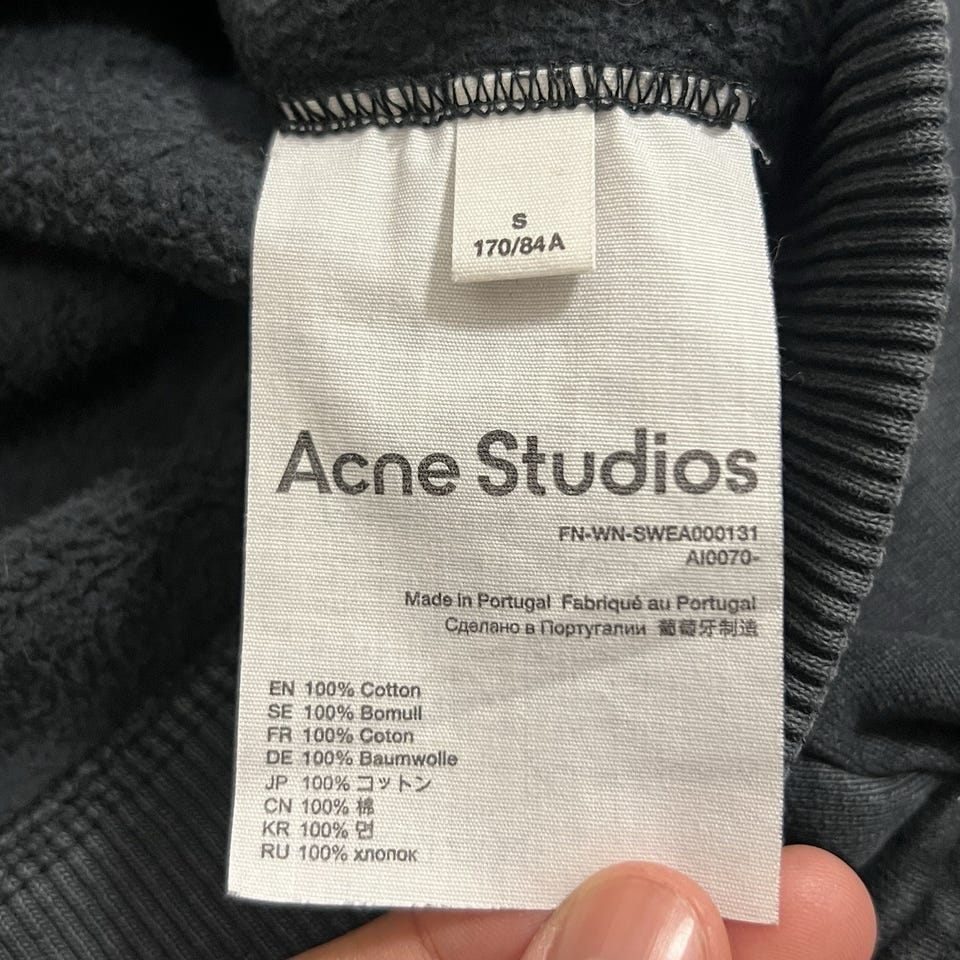 S
170/84A
Acne Studios
FN-WN-SWEA000131
AI0070-
Made in Portugal Fabriqué au Portugal
Сделано в Португалии 葡萄牙制造
EN 100% Cotton
SE 100% Bomull
FR 100% Coton
DE 100% Baumwolle
JP 100% コットン
CN 100% 棉
KR 100% 면
RU 100% хлопок